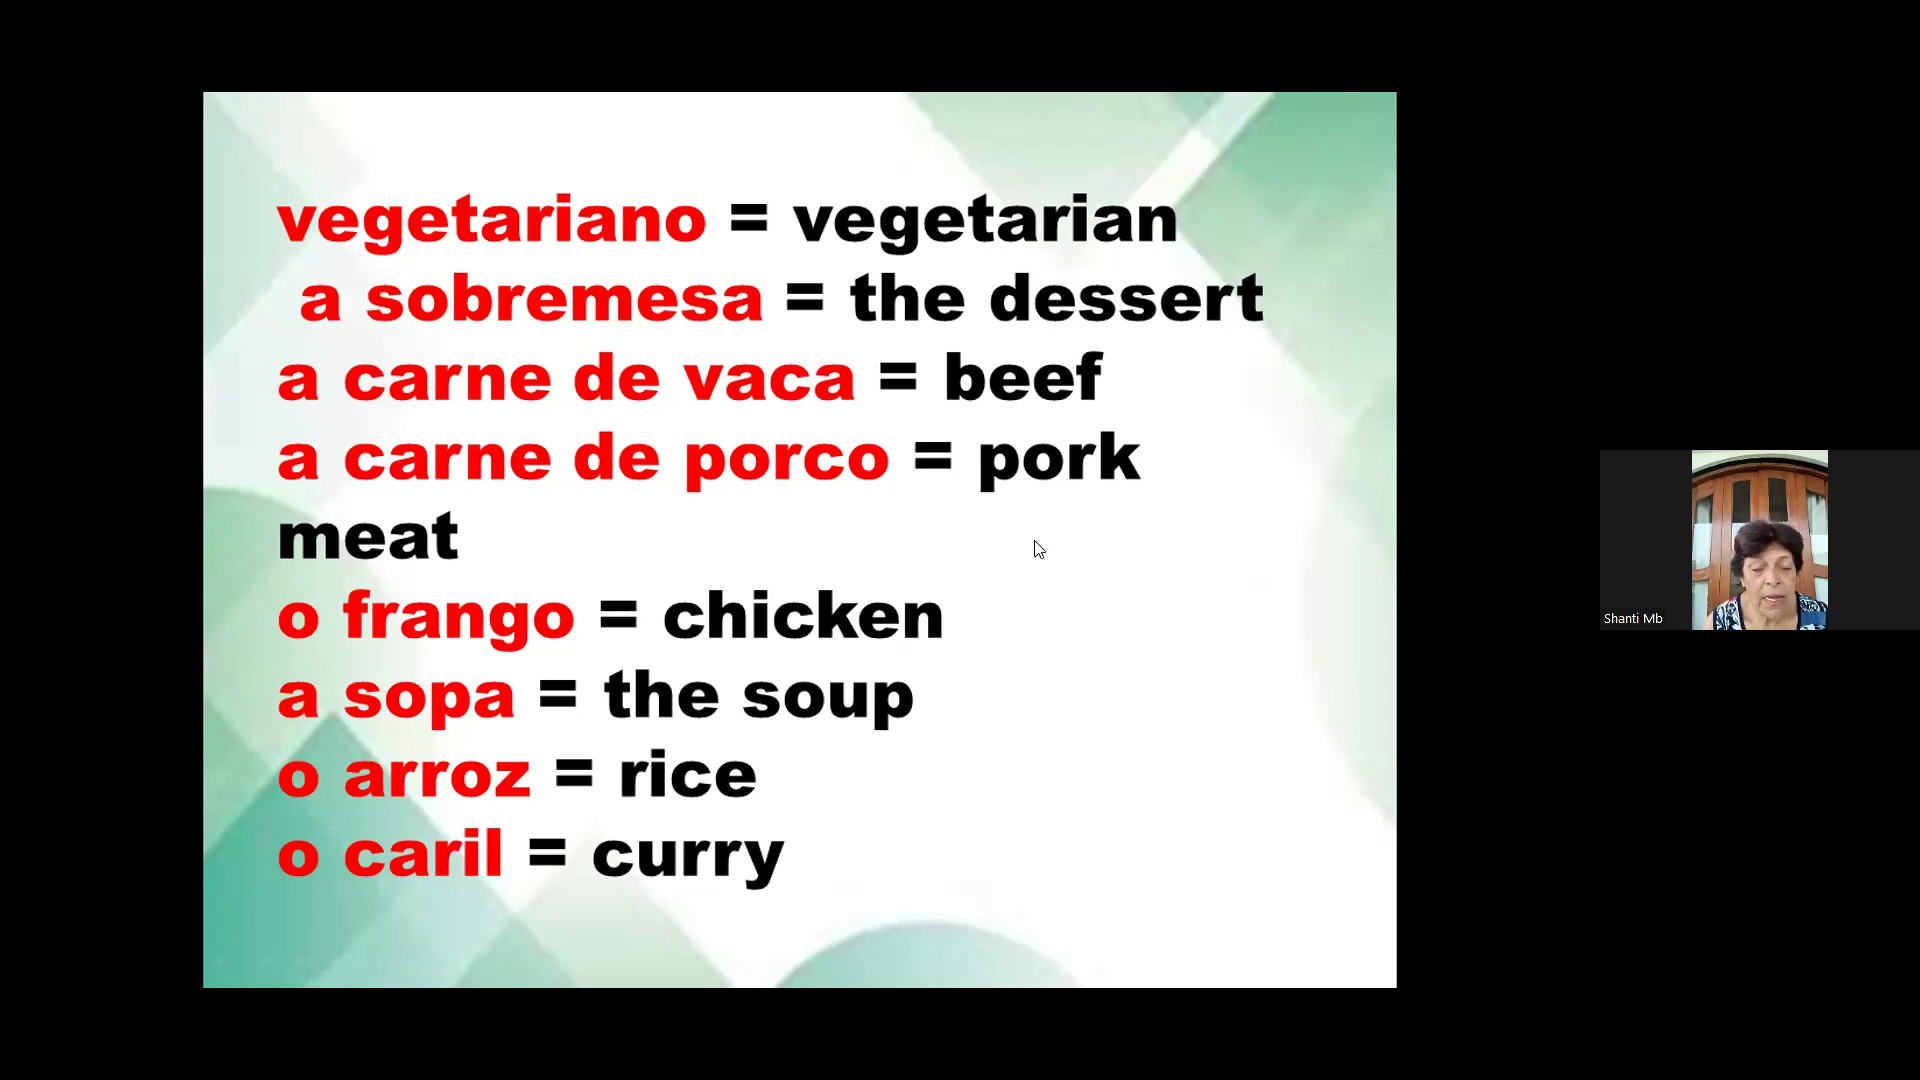 vegetariano = vegetarian
a sobremesa = the dessert
a carne de vaca = beef
a carne de porco = pork
meat
o frango = chicken
a sopa = the soup
o arroz = rice
o caril = curry
Shanti Mb